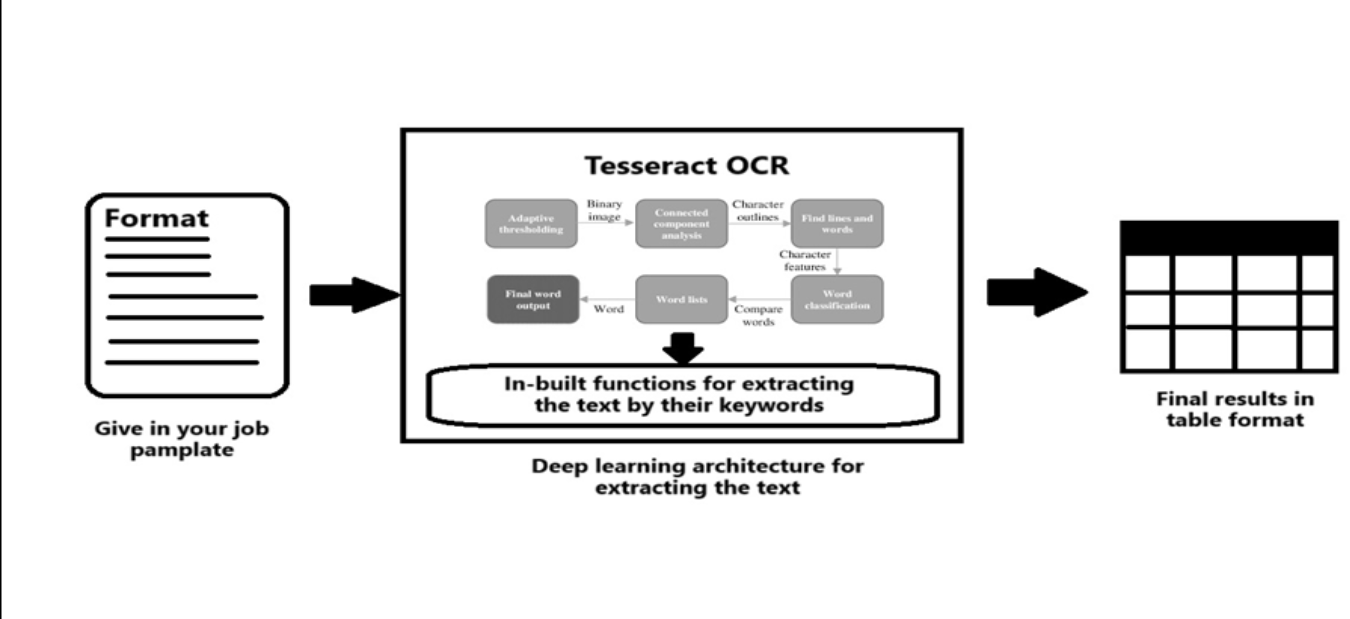 Format
Give in your job
pamplate
Tesseract OCR
Adaptive
thresholding
Binary
image
Connected
component
analysis
Character
outlines
Find lines and
words
Character
features
Word
classification
Compare
words
Word lists
Word
Final word
output
In-built functions for extracting
the text by their keywords
Deep learning architecture for
extracting the text
Final results in
table format